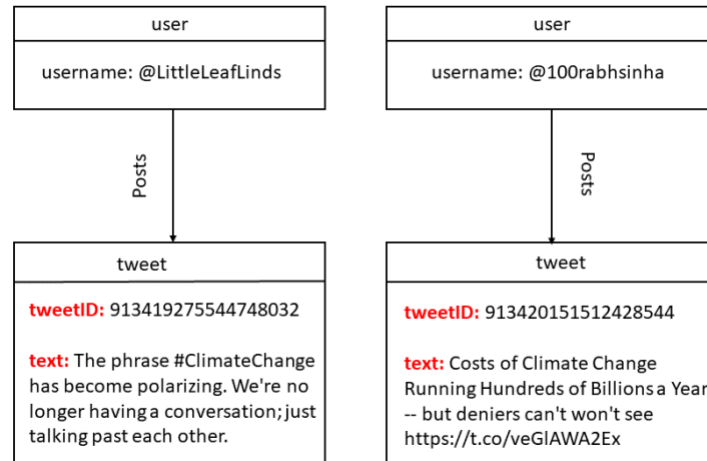 user
username: @LittleLeafLinds
Posts
tweet
tweetID: 913419275544748032
text: The phrase #ClimateChange
has become polarizing. We're no
longer having a conversation; just
talking past each other.
user
username: @100rabhsinha
Posts
tweet
tweetID: 913420151512428544
text: Costs of Climate Change
Running Hundreds of Billions a Year
-- but deniers can't won't see
https://t.co/veGlAWA2Ex